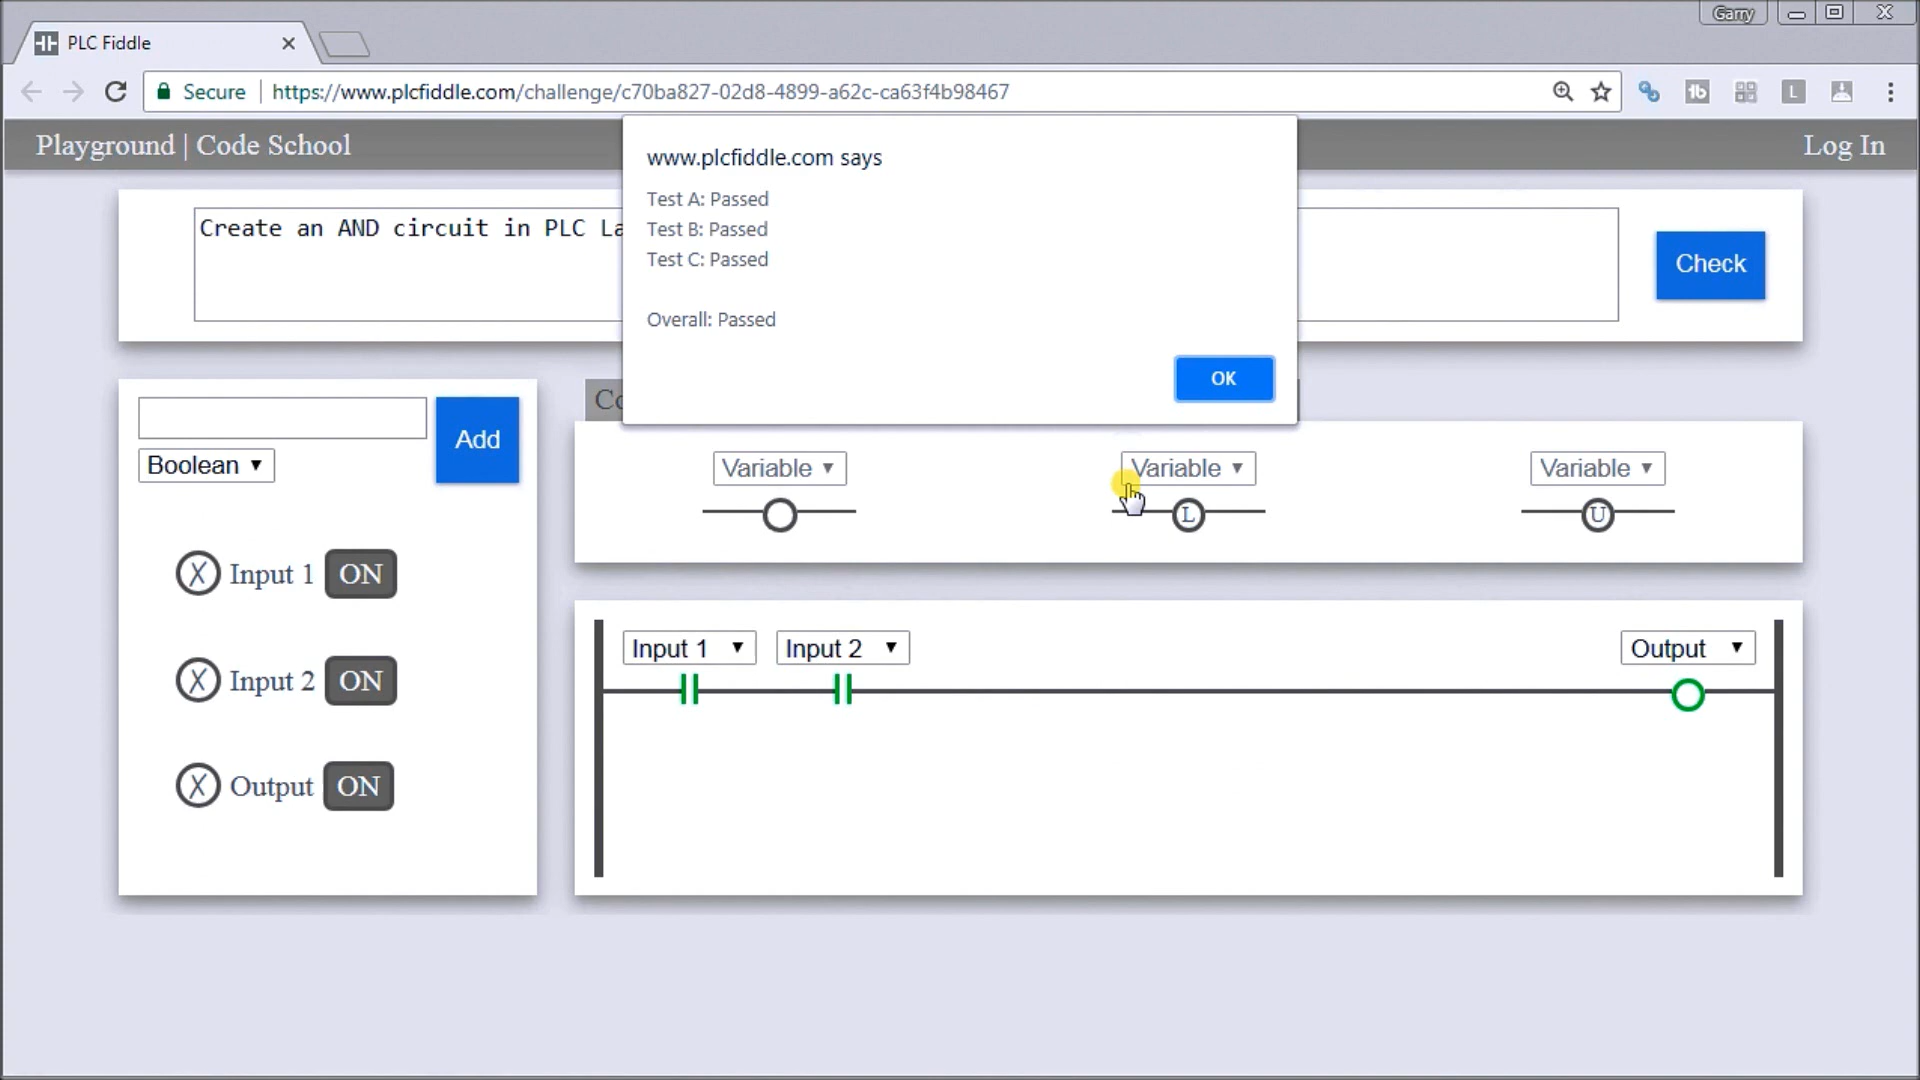 Garry
PLC Fiddle
Secure https://www.plcfiddle.com/challenge/c70ba827-02d8-4899-a62c-ca63f4b98467
Playground | Code School
Log In
www.plcfiddle.com says
Test A: Passed
Test B: Passed
Test C: Passed
Overall: Passed
OK
Create an AND circuit in PLC La
Check
Co
Add
Boolean
Variable
Variable
Variable
L
U
X Input 1 ON
X Input 2 ON
X Output ON
Input 1
Input 2
Output